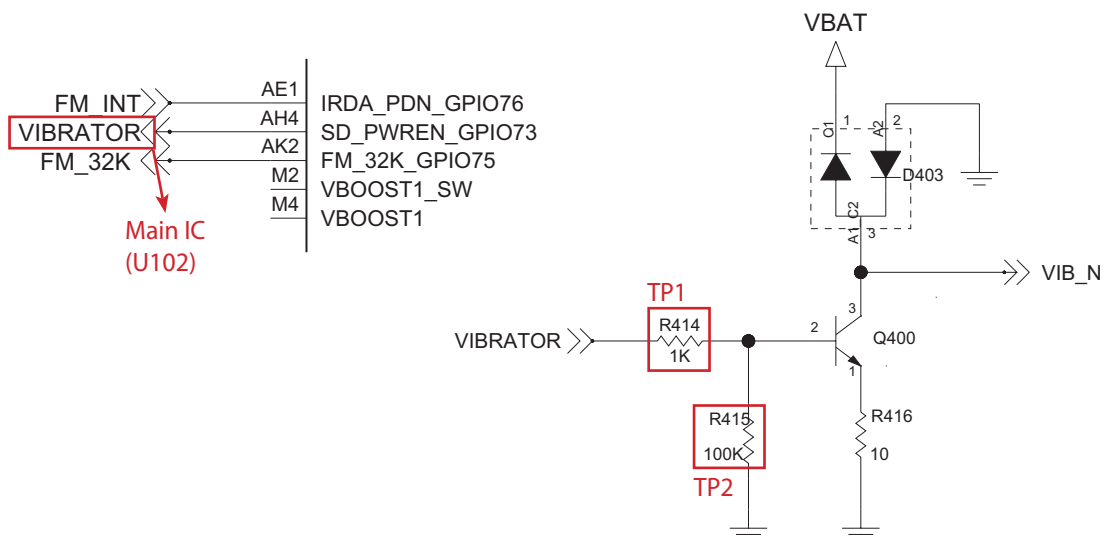 VBAT
FM_INT
AE1
IRDA_PDN_GPIO76
VIBRATOR
AH4
SD_PWREN_GPIO73
FM_32K
AK2
FM_32K_GPIO75
M2
VBOOST1_SW
M4
VBOOST1
Main IC
(U102)
C1
1
A2
2
D403
A1
C2
3
VIB_N
TP1
R414
1K
VIBRATOR
2
3
Q400
1
R415
100K
TP2
R416
10